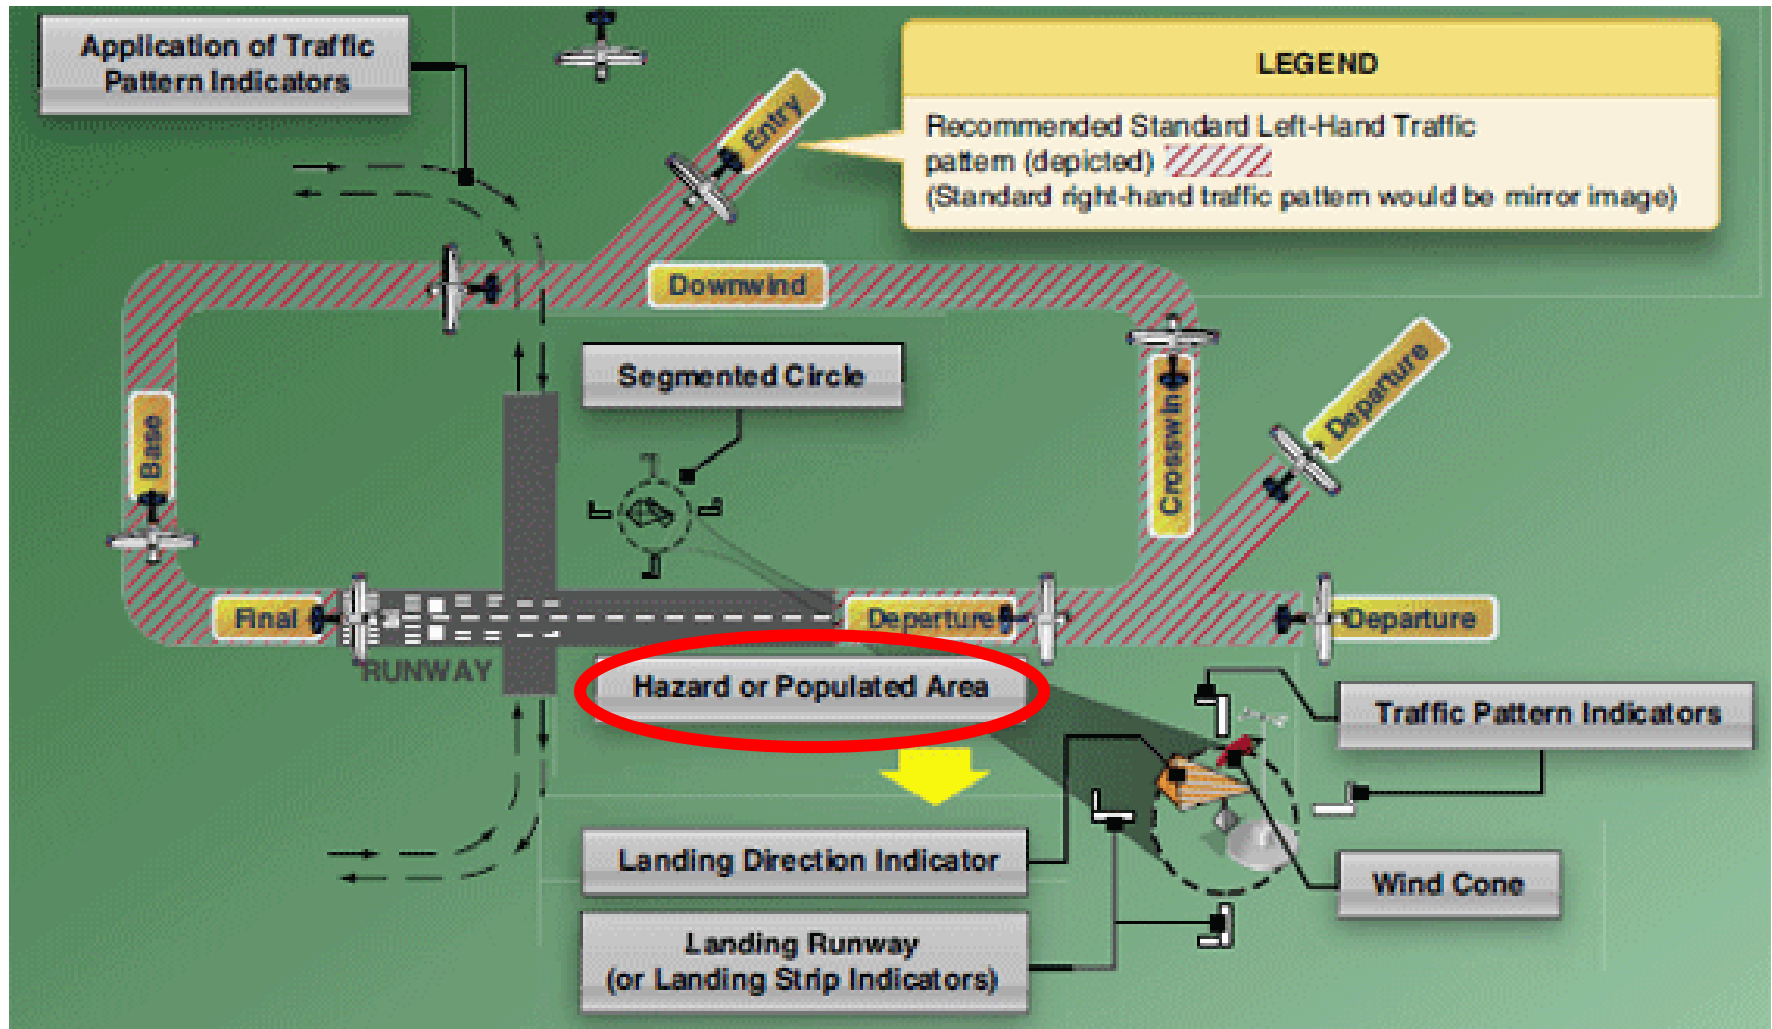 Application of Traffic
Pattern Indicators
LEGEND
Recommended Standard Left-Hand Traffic
pattern (depicted)
(Standard right-hand traffic pattern would be mirror image)
Entry
Downwind
Segmented Circle
Base
Crosswin
Departure
Final
Departure
Departure
RUNWAY
Hazard or Populated Area
Traffic Pattern Indicators
Landing Direction Indicator
Wind Cone
Landing Runway
(or Landing Strip Indicators)